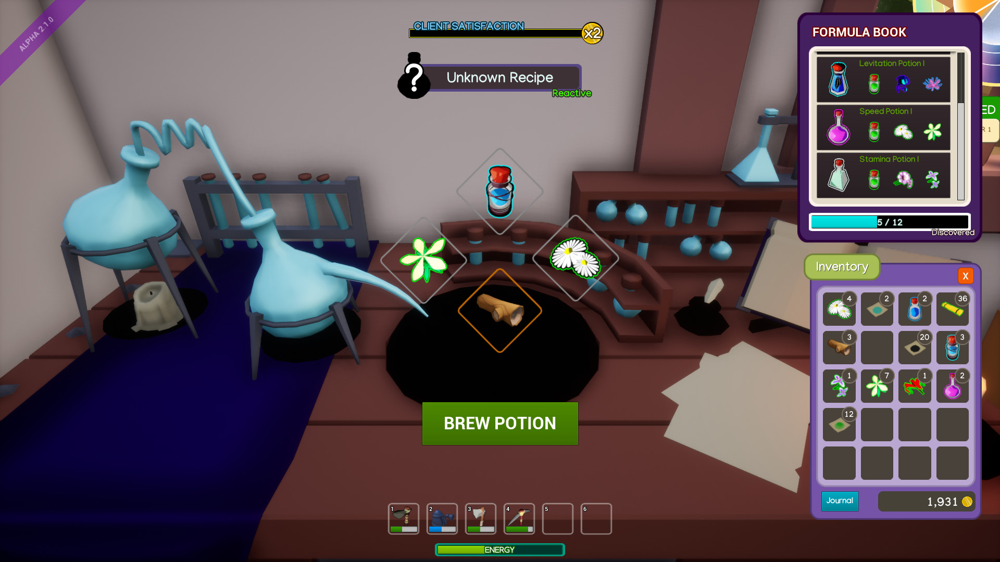 ALPHA 2.1.0
CLIENT SATISFACTION
x2
?
Unknown Recipe
Reactive
FORMULA BOOK
Levitation Potion I
Speed Potion I
Stamina Potion I
5 / 12
Discovered
ED
R 1
Inventory
X
4 2 2 36
3 20 3
1 7 1 2
12
Journal
1,931
BREW POTION
1 2 3 4 5 6
ENERGY